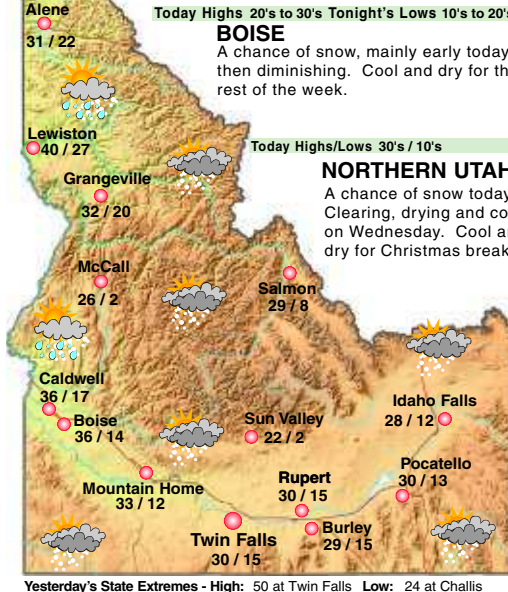 Alene
31 / 22
Today Highs 20's to 30's Tonight's Lows 10's to 20's
BOISE
A chance of snow, mainly early today
then diminishing. Cool and dry for th
rest of the week.
Lewiston
40 / 27
Today Highs/Lows 30's / 10's
NORTHERN UTAH
A chance of snow today
Clearing, drying and co
on Wednesday. Cool a
dry for Christmas break
Grangeville
32 / 20
McCall
26 / 2
Salmon
29 / 8
Caldwell
36 / 17
Boise
36 / 14
Sun Valley
22 / 2
Idaho Falls
28 / 12
Mountain Home
33 / 12
Rupert
30 / 15
Pocatello
30 / 13
Twin Falls
30 / 15
Burley
29 / 15
Yesterday's State Extremes - High: 50 at Twin Falls Low: 24 at Challis